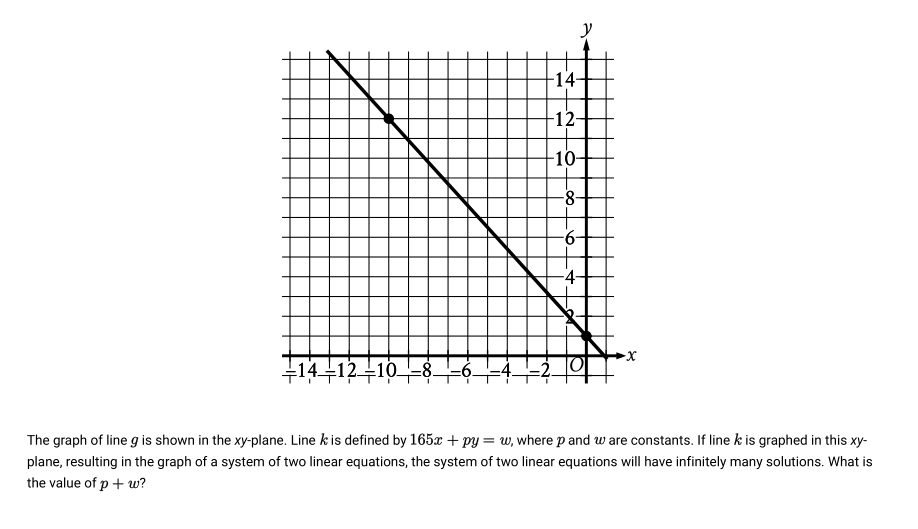 y
14
12
10
8
6
4
2
−14 −12 −10 −8 −6 −4 −2 O x
The graph of line g is shown in the xy-plane. Line k is defined by 165x + py = w, where p and w are constants. If line k is graphed in this xy-
plane, resulting in the graph of a system of two linear equations, the system of two linear equations will have infinitely many solutions. What is
the value of p + w?